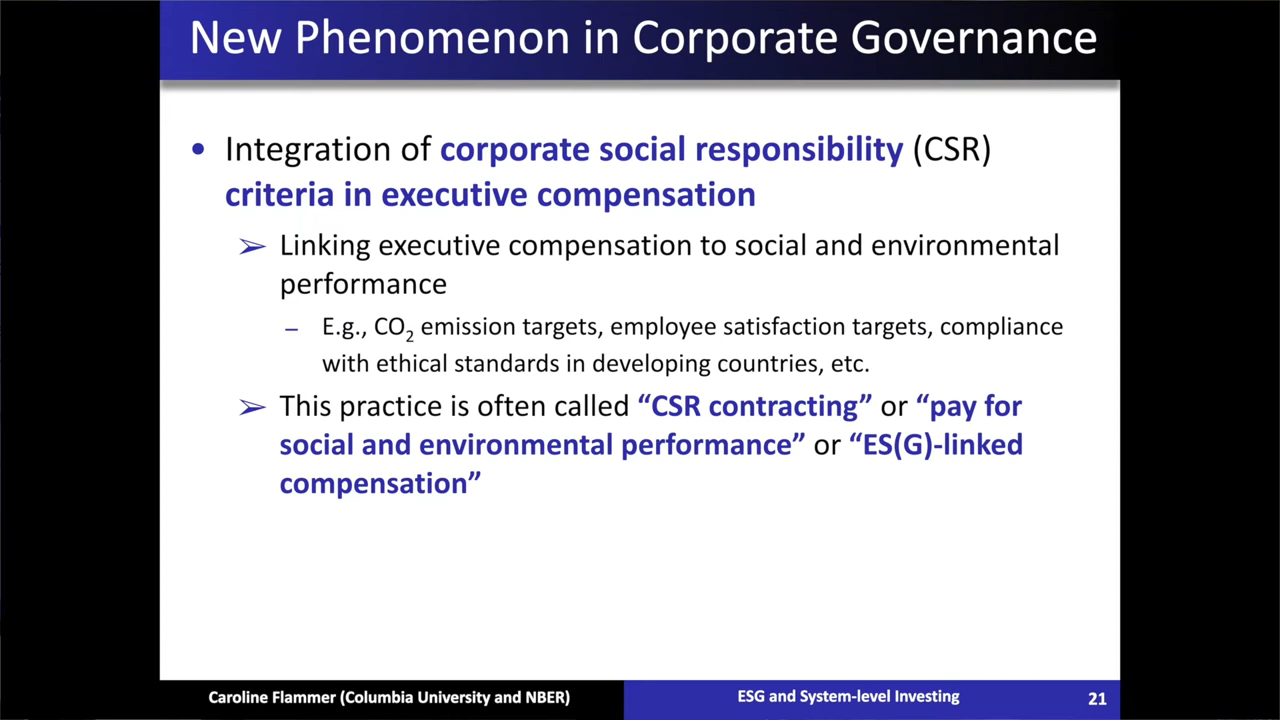 New Phenomenon in Corporate Governance
• Integration of corporate social responsibility (CSR)
criteria in executive compensation
➢ Linking executive compensation to social and environmental
performance
– E.g., CO₂ emission targets, employee satisfaction targets, compliance
with ethical standards in developing countries, etc.
➢ This practice is often called “CSR contracting” or “pay for
social and environmental performance” or “ES(G)-linked
compensation”
Caroline Flammer (Columbia University and NBER)
ESG and System-level Investing
21